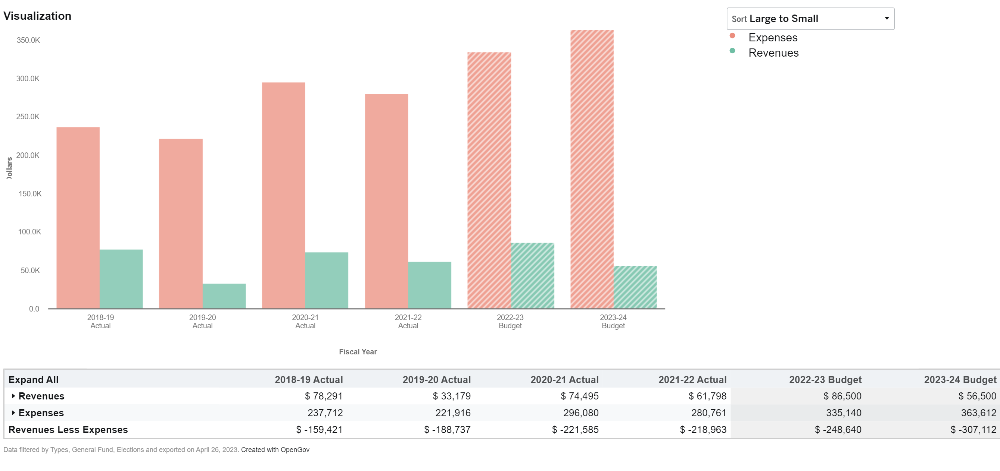 Visualization
Sort Large to Small
Expenses
Revenues
350.0K
300.0K
250.0K
200.0K
150.0K
100.0K
50.0K
0.0
2018-19 Actual
2019-20 Actual
2020-21 Actual
2021-22 Actual
2022-23 Budget
2023-24 Budget
Fiscal Year
Expand All 2018-19 Actual 2019-20 Actual 2020-21 Actual 2021-22 Actual 2022-23 Budget 2023-24 Budget
Revenues $ 78,291 $ 33,179 $ 74,495 $ 61,798 $ 86,500 $ 56,500
Expenses 237,712 221,916 296,080 280,761 335,140 363,612
Revenues Less Expenses $ -159,421 $ -188,737 $ -221,585 $ -218,963 $ -248,640 $ -307,112
Data filtered by Types, General Fund, Elections and exported on April 26, 2023. Created with OpenGov